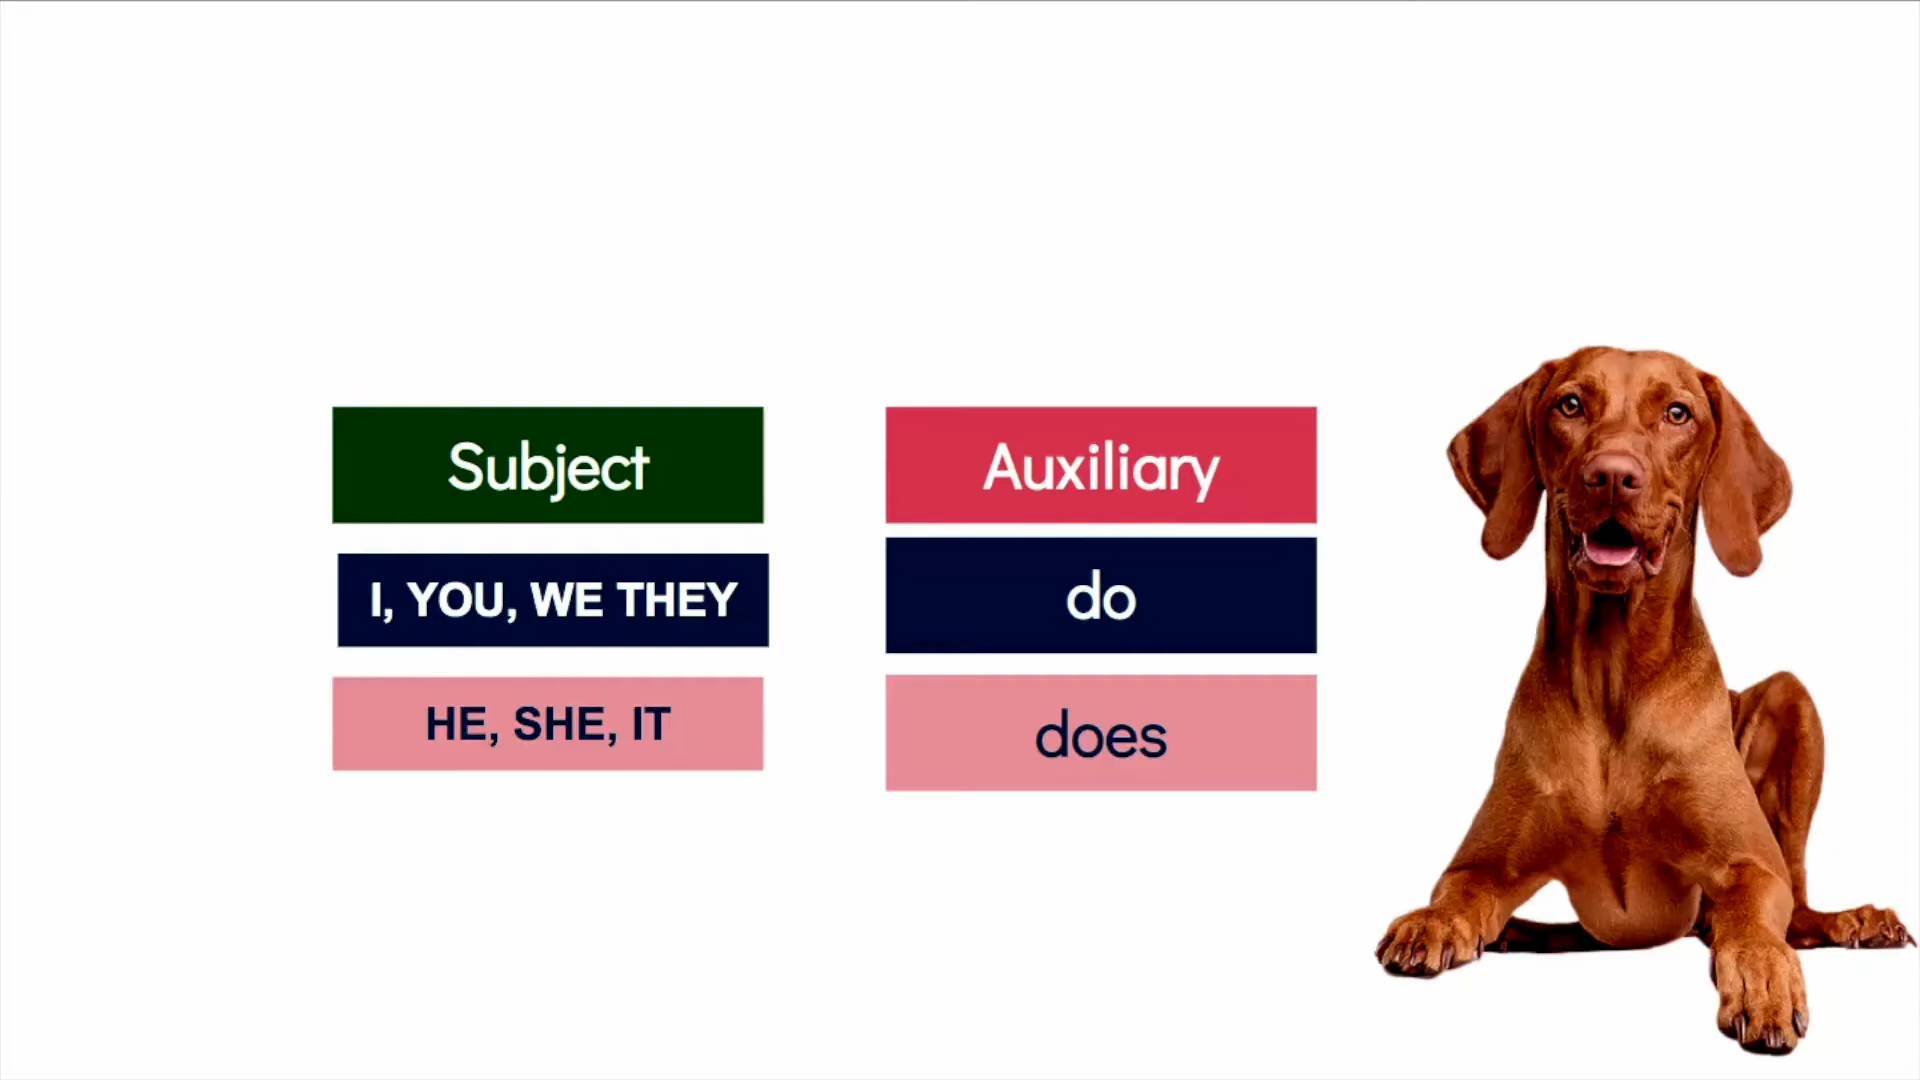 Subject
Auxiliary
I, YOU, WE THEY
do
HE, SHE, IT
does